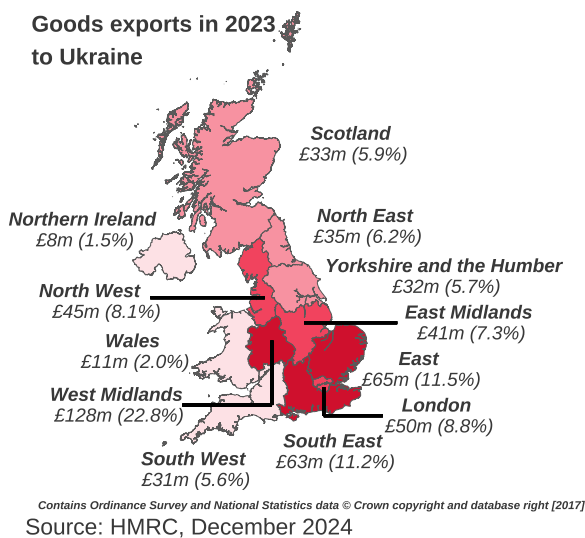 Goods exports in 2023
to Ukraine
Scotland
£33m (5.9%)
Northern Ireland
£8m (1.5%)
North East
£35m (6.2%)
Yorkshire and the Humber
£32m (5.7%)
North West
£45m (8.1%)
East Midlands
£41m (7.3%)
Wales
£11m (2.0%)
East
£65m (11.5%)
West Midlands
£128m (22.8%)
London
£50m (8.8%)
South East
£63m (11.2%)
South West
£31m (5.6%)
Contains Ordinance Survey and National Statistics data © Crown copyright and database right [2017]
Source: HMRC, December 2024